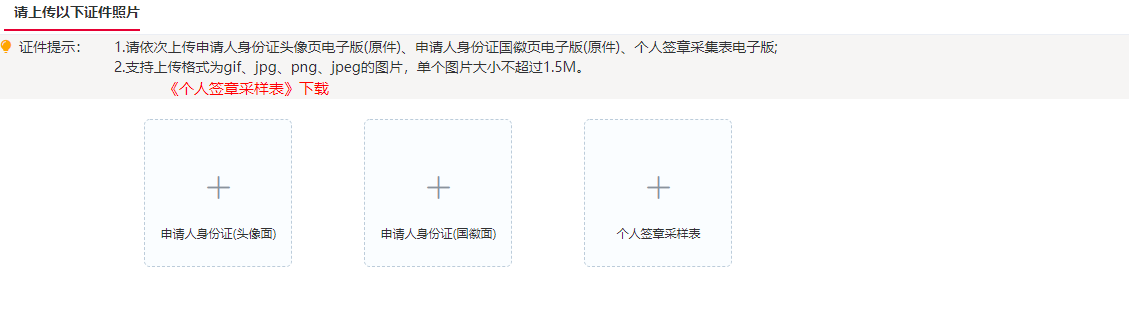 请上传以下证件照片
证件提示： 1.请依次上传申请人身份证头像页电子版(原件)、申请人身份证国徽页电子版(原件)、个人签章采集表电子版;
2.支持上传格式为gif、jpg、png、jpeg的图片，单个图片大小不超过1.5M。
《个人签章采样表》下载
申请人身份证(头像面)
申请人身份证(国徽面)
个人签章采样表